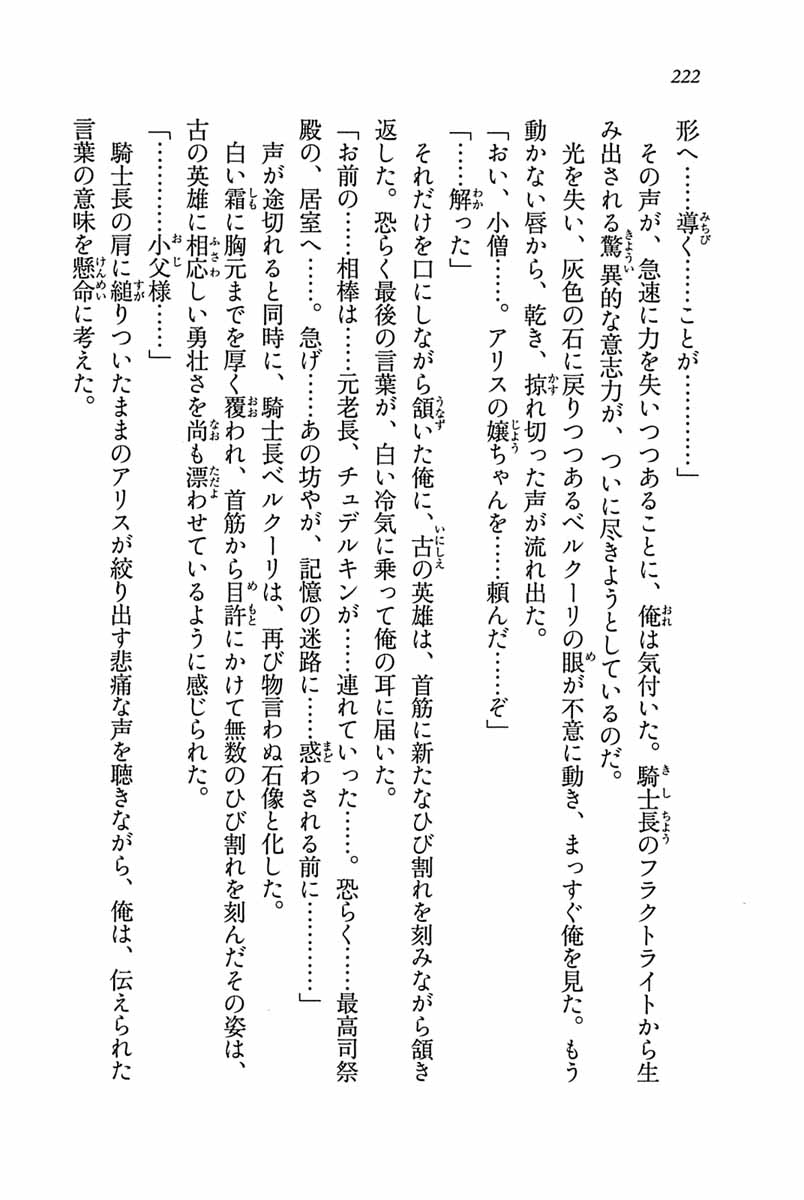 222
形へ……導く……ことが…………」
　その声が、急速に力を失いつつあることに、俺は気付いた。騎士長のフラクトライトから生
み出される驚異的な意志力が、ついに尽きようとしているのだ。
　光を失い、灰色の石に戻りつつあるベルクーリの眼が不意に動き、まっすぐ俺を見た。もう
動かない唇から、乾き、掠れ切った声が流れ出た。
「おい、小僧……。アリスの嬢ちゃんを……頼んだ……ぞ」
「……解った」
　それだけを口にしながら頷いた俺に、古の英雄は、首筋に新たなひび割れを刻みながら頷き
返した。恐らく最後の言葉が、白い冷気に乗って俺の耳に届いた。
「お前の……相棒は……元老長、チュデルキンが……連れていった……。恐らく……最高司祭
殿の、居室へ……。急げ……あの坊やが、記憶の迷路に……惑わされる前に…………」
　声が途切れると同時に、騎士長ベルクーリは、再び物言わぬ石像と化した。
　白い霜に胸元までを厚く覆われ、首筋から目許にかけて無数のひび割れを刻んだその姿は、
古の英雄に相応しい勇壮さを尚も漂わせているように感じられた。
「…………小父様……」
　騎士長の肩に縋りついたままのアリスが絞り出す悲痛な声を聴きながら、俺は、伝えられた
言葉の意味を懸命に考えた。